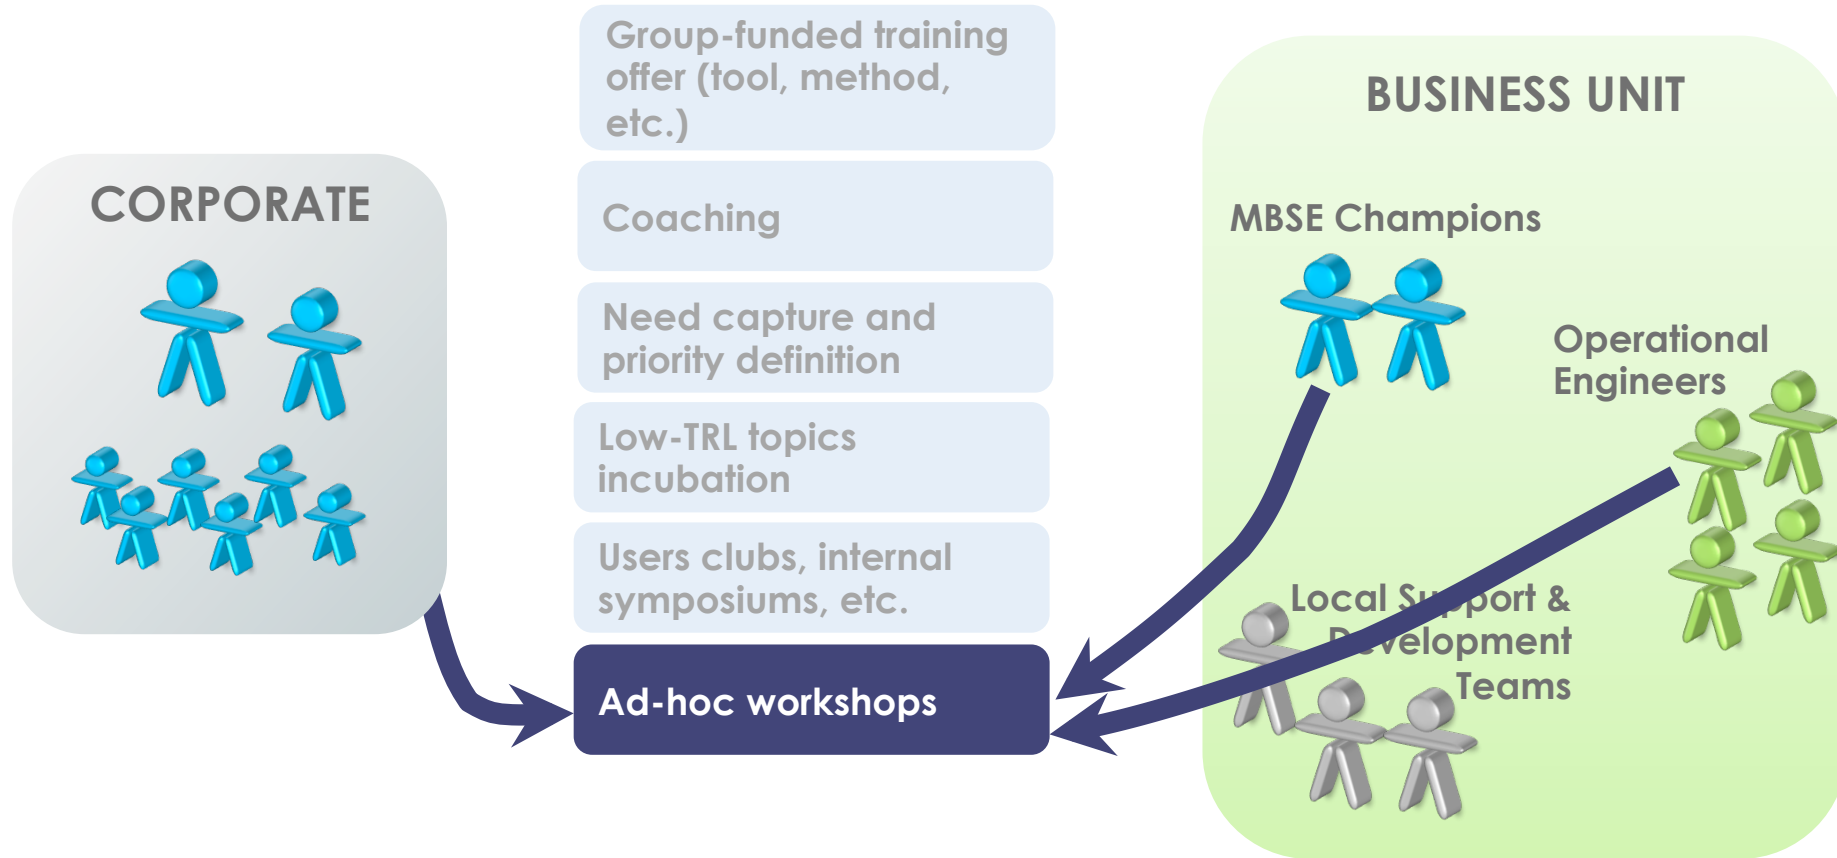 CORPORATE
Group-funded training
offer (tool, method,
etc.)
Coaching
Need capture and
priority definition
Low-TRL topics
incubation
Users clubs, internal
symposiums, etc.
Ad-hoc workshops
BUSINESS UNIT
MBSE Champions
Operational
Engineers
Local Support &
Development
Teams